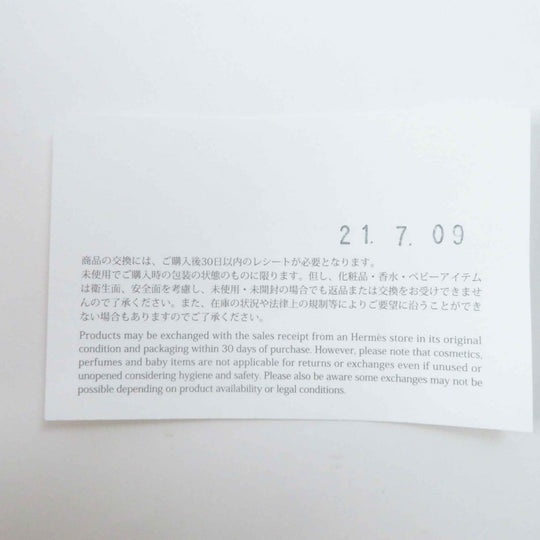 21. 7. 09
商品の交換には、ご購入後30日以内のレシートが必要となります。
未使用でご購入時の包装の状態のものに限ります。但し、化粧品・香水・ベビーアイテム
は衛生面、安全面を考慮し、未使用・未開封の場合でも返品または交換をお受けできませ
んので了承ください。また、在庫の状況や法律上の規制等によりご要望に沿うことができ
ない場合もありますのでご了承ください。
Products may be exchanged with the sales receipt from an Hermès store in its original
condition and packaging within 30 days of purchase. However, please note that cosmetics,
perfumes and baby items are not applicable for returns or exchanges even if unused or
unopened considering hygiene and safety. Please also be aware some exchanges may not be
possible depending on product availability or legal conditions.